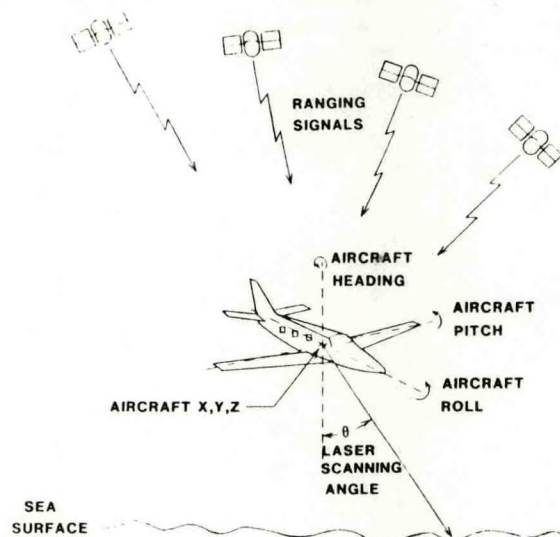 RANGING
SIGNALS
AIRCRAFT
HEADING
AIRCRAFT
PITCH
AIRCRAFT
ROLL
AIRCRAFT X,Y,Z
θ
LASER
SCANNING
ANGLE
SEA
SURFACE